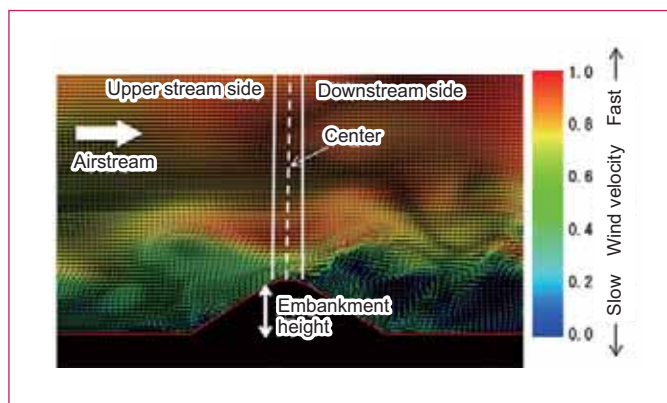 Upper stream side
Downstream side
Airstream
Center
Embankment
height
1.0
0.8
0.6
0.4
0.2
0.0
Slow Wind velocity Fast